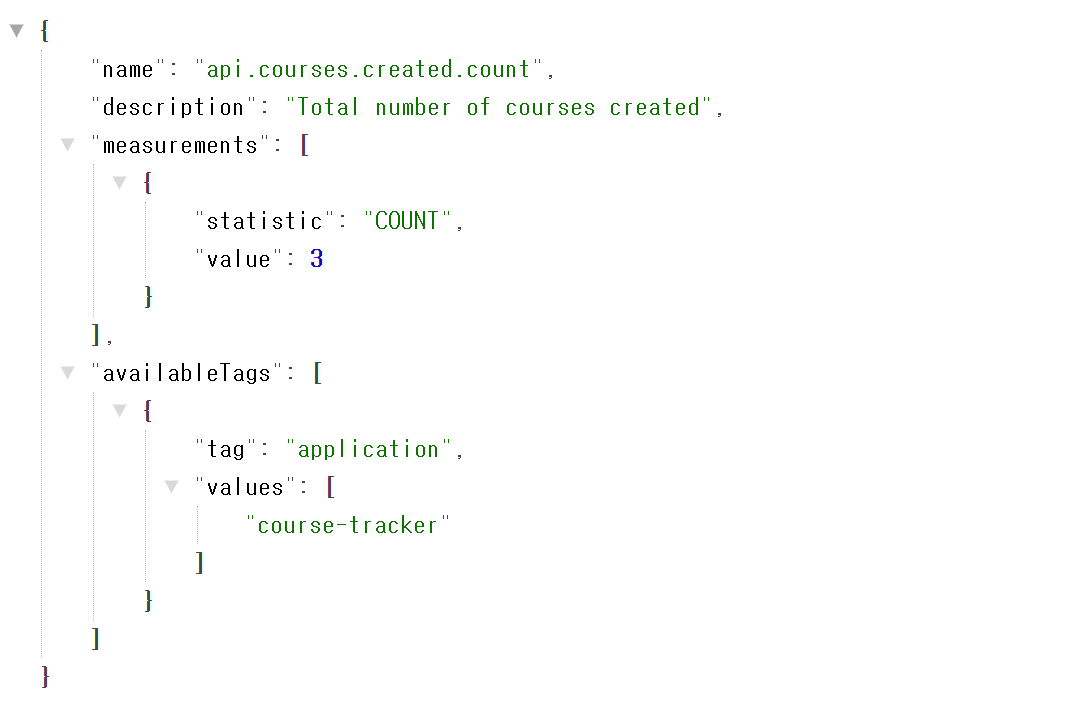 {
"name": "api.courses.created.count",
"description": "Total number of courses created",
"measurements": [
{
"statistic": "COUNT",
"value": 3
}
],
"availableTags": [
{
"tag": "application",
"values": [
"course-tracker"
]
}
]
}